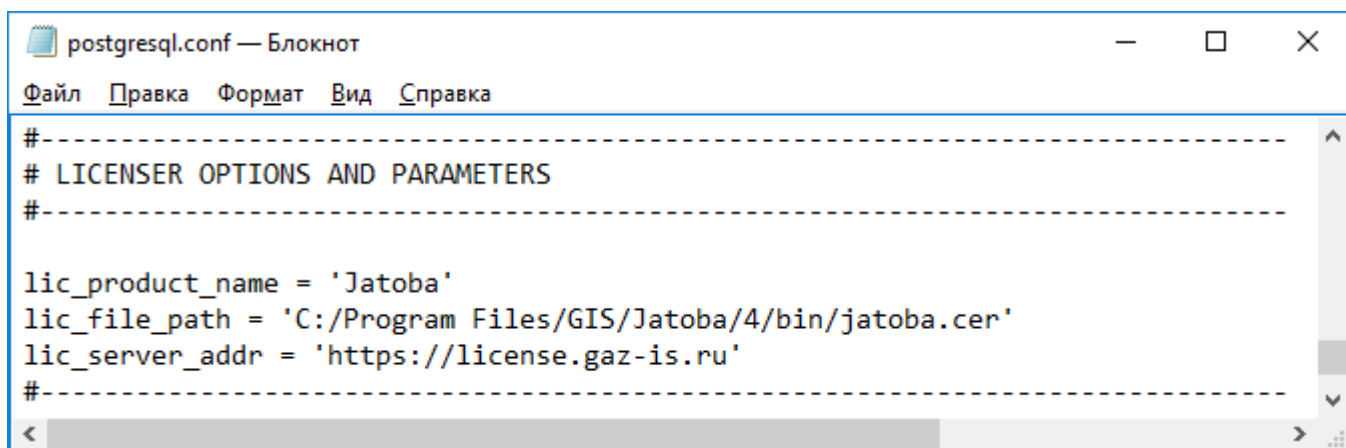 postgresql.conf — Блокнот
Файл Правка Формат Вид Справка
#------------------------------------------------------------------------------
# LICENSER OPTIONS AND PARAMETERS
#------------------------------------------------------------------------------
lic_product_name = 'Jatoba'
lic_file_path = 'C:/Program Files/GIS/Jatoba/4/bin/jatoba.cer'
lic_server_addr = 'https://license.gaz-is.ru'
#------------------------------------------------------------------------------